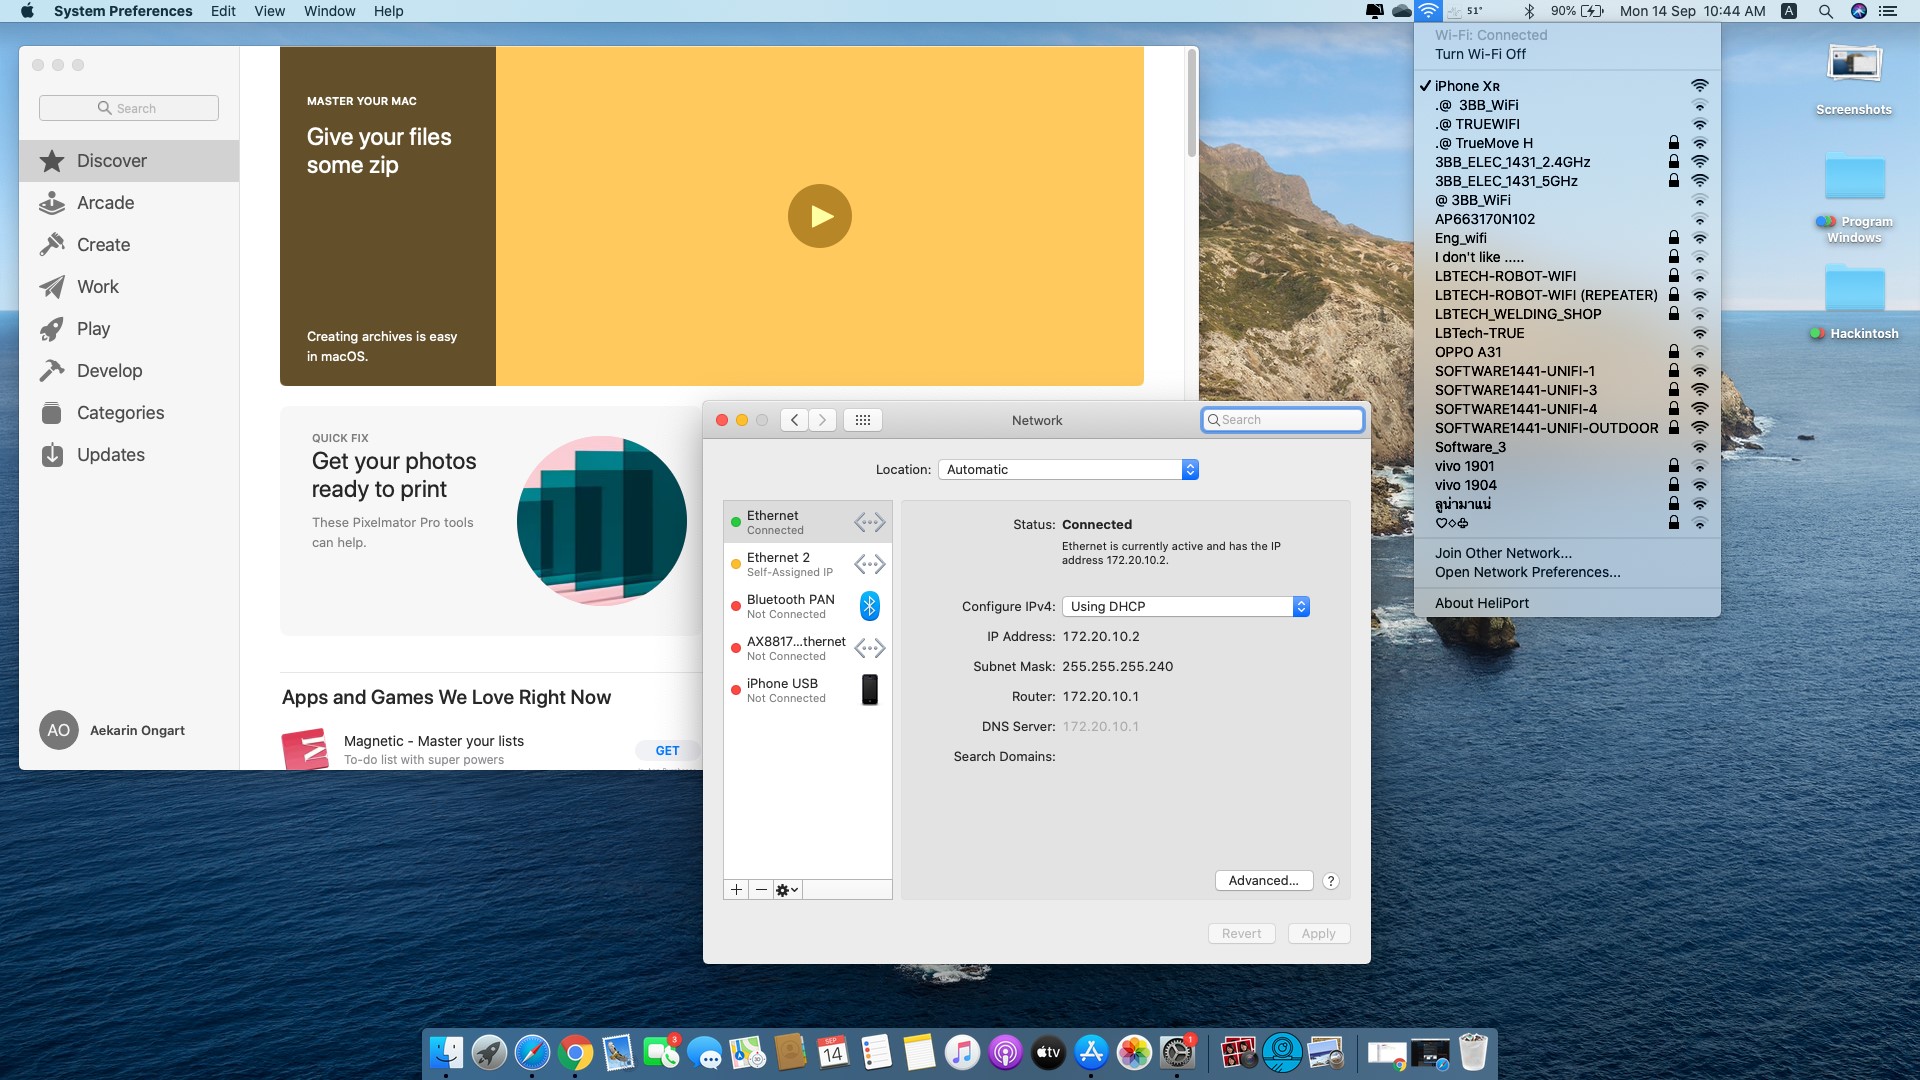 System Preferences Edit View Window Help
51°
90%
Mon 14 Sep 10:44 AM
A
Search
Discover
Arcade
Create
Work
Play
Develop
Categories
Updates
AO
Aekarin Ongart
MASTER YOUR MAC
Give your files
some zip
Creating archives is easy
in macOS.
QUICK FIX
Get your photos
ready to print
These Pixelmator Pro tools
can help.
Apps and Games We Love Right Now
Magnetic - Master your lists
To-do list with super powers
GET
Network
Search
Location: Automatic
Ethernet
Connected
Ethernet 2
Self-Assigned IP
Bluetooth PAN
Not Connected
AX8817...thernet
Not Connected
iPhone USB
Not Connected
Status: Connected
Ethernet is currently active and has the IP
address 172.20.10.2.
Configure IPv4: Using DHCP
IP Address: 172.20.10.2
Subnet Mask: 255.255.255.240
Router: 172.20.10.1
DNS Server: 172.20.10.1
Search Domains:
Advanced...
?
Revert
Apply
Wi-Fi: Connected
Turn Wi-Fi Off
✓ iPhone Xʀ
.@ 3BB_WiFi
.@ TRUEWIFI
.@ TrueMove H
3BB_ELEC_1431_2.4GHz
3BB_ELEC_1431_5GHz
@ 3BB_WiFi
AP663170N102
Eng_wifi
I don't like .....
LBTECH-ROBOT-WIFI
LBTECH-ROBOT-WIFI (REPEATER)
LBTECH_WELDING_SHOP
LBTech-TRUE
OPPO A31
SOFTWARE1441-UNIFI-1
SOFTWARE1441-UNIFI-3
SOFTWARE1441-UNIFI-4
SOFTWARE1441-UNIFI-OUTDOOR
Software_3
vivo 1901
vivo 1904
ลูน่ามาแน่
♡◇♧
Join Other Network...
Open Network Preferences...
About HeliPort
Screenshots
Program
Windows
Hackintosh
3
SEP
14
tv
1